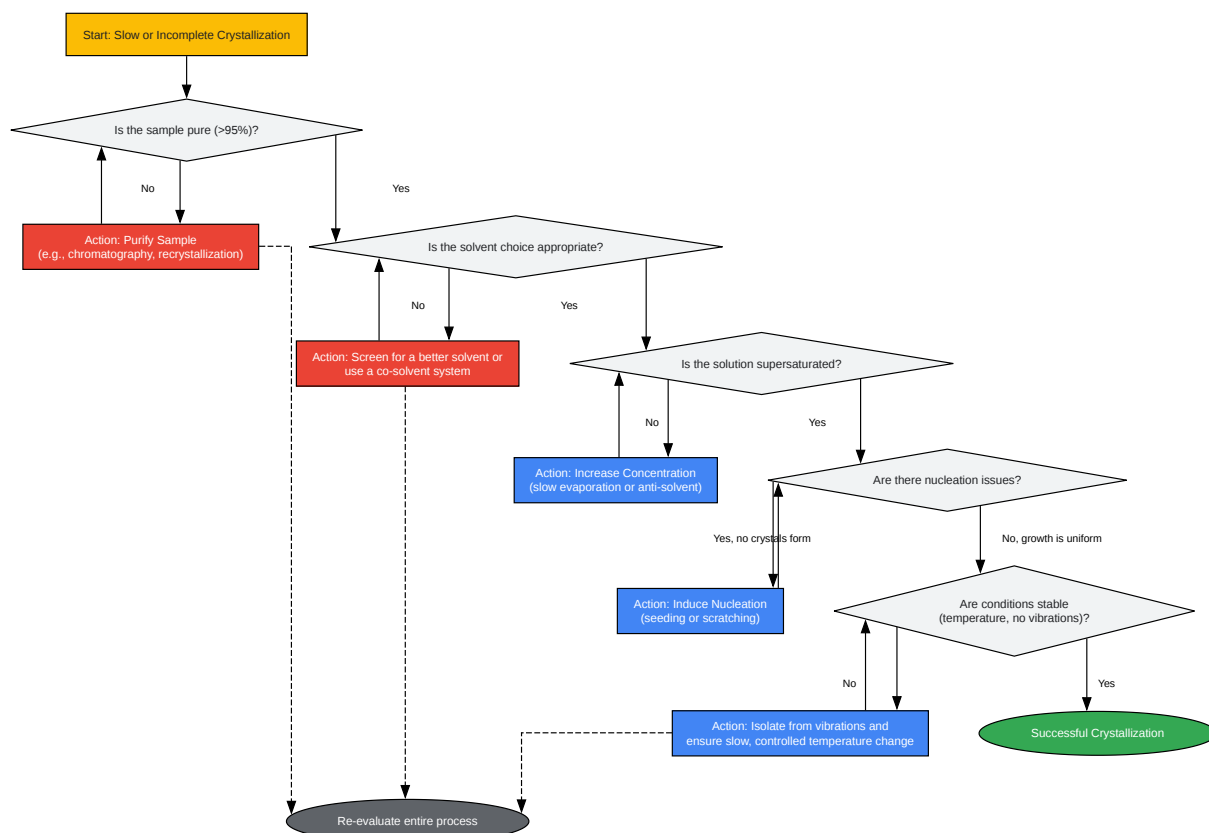 Start: Slow or Incomplete Crystallization
Is the sample pure (>95%)?
No
Yes
Action: Purify Sample
(e.g., chromatography, recrystallization)
Is the solvent choice appropriate?
No
Yes
Action: Screen for a better solvent or
use a co-solvent system
Is the solution supersaturated?
No
Yes
Action: Increase Concentration
(slow evaporation or anti-solvent)
Are there nucleation issues?
Yes, no crystals form
No, growth is uniform
Action: Induce Nucleation
(seeding or scratching)
Are conditions stable
(temperature, no vibrations)?
No
Yes
Action: Isolate from vibrations and
ensure slow, controlled temperature change
Successful Crystallization
Re-evaluate entire process